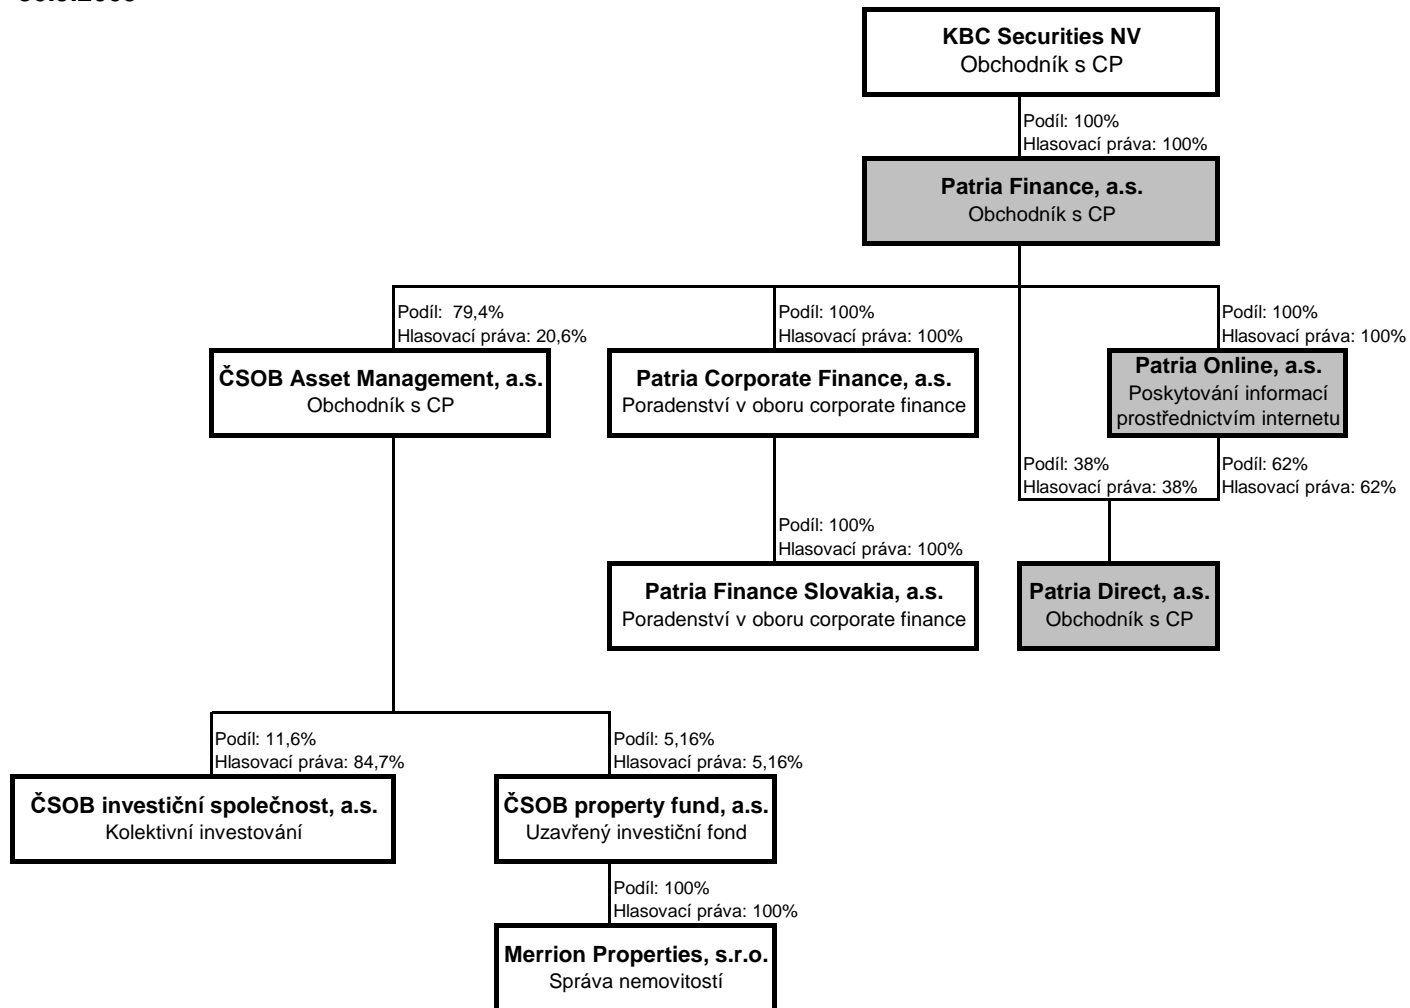 KBC Securities NV
Obchodník s CP
Podíl: 100%
Hlasovací práva: 100%
Patria Finance, a.s.
Obchodník s CP
Podíl: 79,4%
Hlasovací práva: 20,6%
Podíl: 100%
Hlasovací práva: 100%
Podíl: 100%
Hlasovací práva: 100%
ČSOB Asset Management, a.s.
Obchodník s CP
Patria Corporate Finance, a.s.
Poradenství v oboru corporate finance
Patria Online, a.s.
Poskytování informací
prostřednictvím internetu
Podíl: 38%
Hlasovací práva: 38%
Podíl: 62%
Hlasovací práva: 62%
Podíl: 100%
Hlasovací práva: 100%
Patria Finance Slovakia, a.s.
Poradenství v oboru corporate finance
Patria Direct, a.s.
Obchodník s CP
Podíl: 11,6%
Hlasovací práva: 84,7%
Podíl: 5,16%
Hlasovací práva: 5,16%
ČSOB investiční společnost, a.s.
Kolektivní investování
ČSOB property fund, a.s.
Uzavřený investiční fond
Podíl: 100%
Hlasovací práva: 100%
Merrion Properties, s.r.o.
Správa nemovitostí